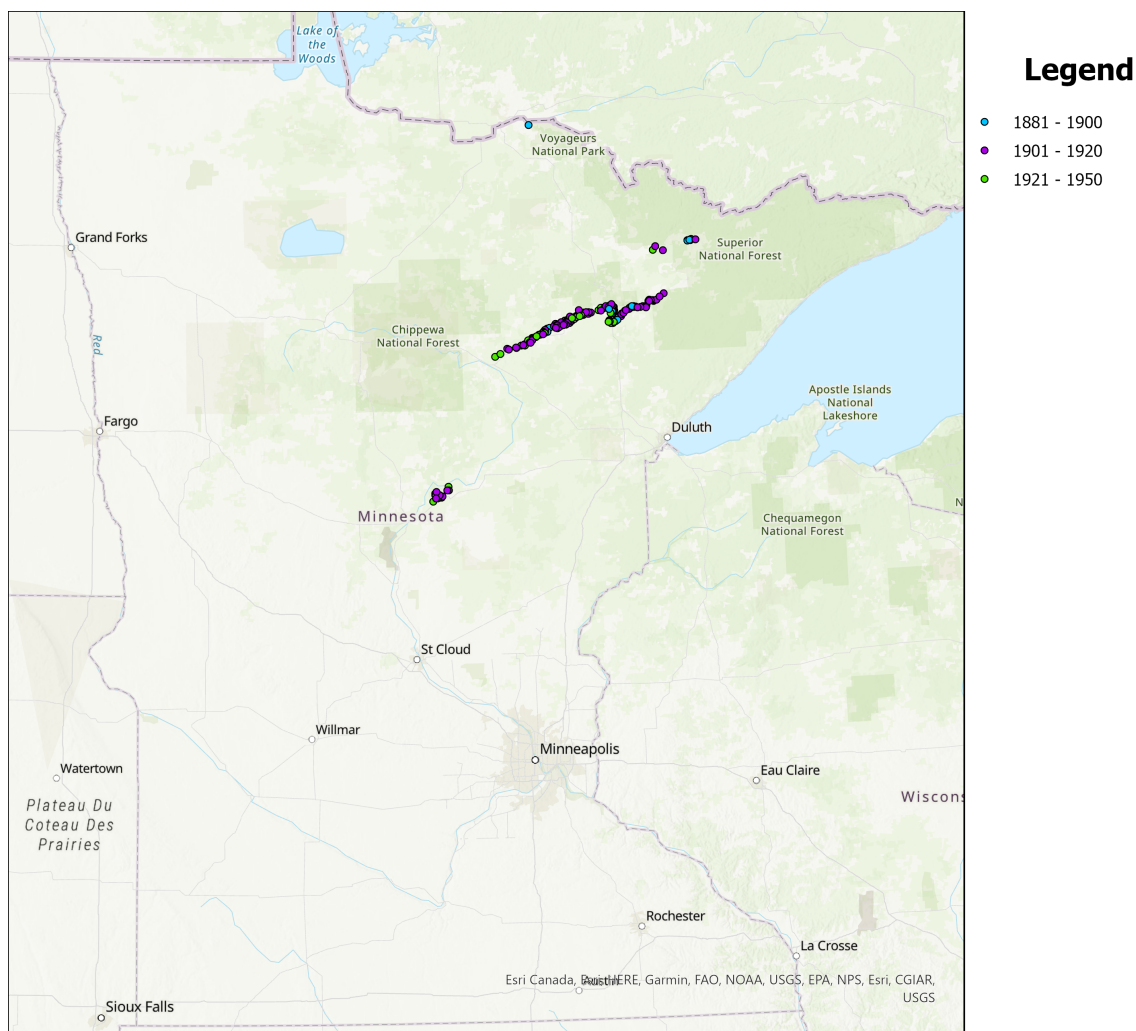 Legend
1881 - 1900
1901 - 1920
1921 - 1950
Lake of
the
Woods
Voyageurs
National Park
Grand Forks
Superior
National Forest
Chippewa
National Forest
Red
Apostle Islands
National
Lakeshore
Fargo
Duluth
N
Minnesota
Chequamegon
National Forest
St Cloud
Willmar
Minneapolis
Watertown
Eau Claire
Wiscons
Plateau Du
Coteau Des
Prairies
Rochester
La Crosse
Esri Canada, Esri, HERE, Garmin, FAO, NOAA, USGS, EPA, NPS, Esri, CGIAR,
USGS
Austin
Sioux Falls